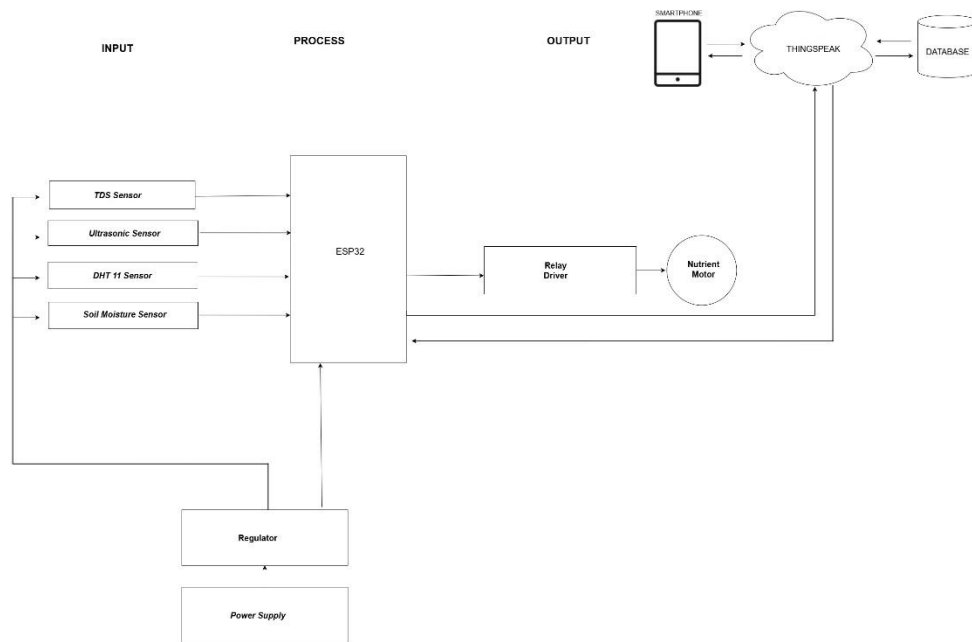 SMARTPHONE
INPUT
PROCESS
OUTPUT
THINGSPEAK
DATABASE
TDS Sensor
Ultrasonic Sensor
DHT 11 Sensor
Soil Moisture Sensor
ESP32
Relay
Driver
Nutrient
Motor
Regulator
Power Supply